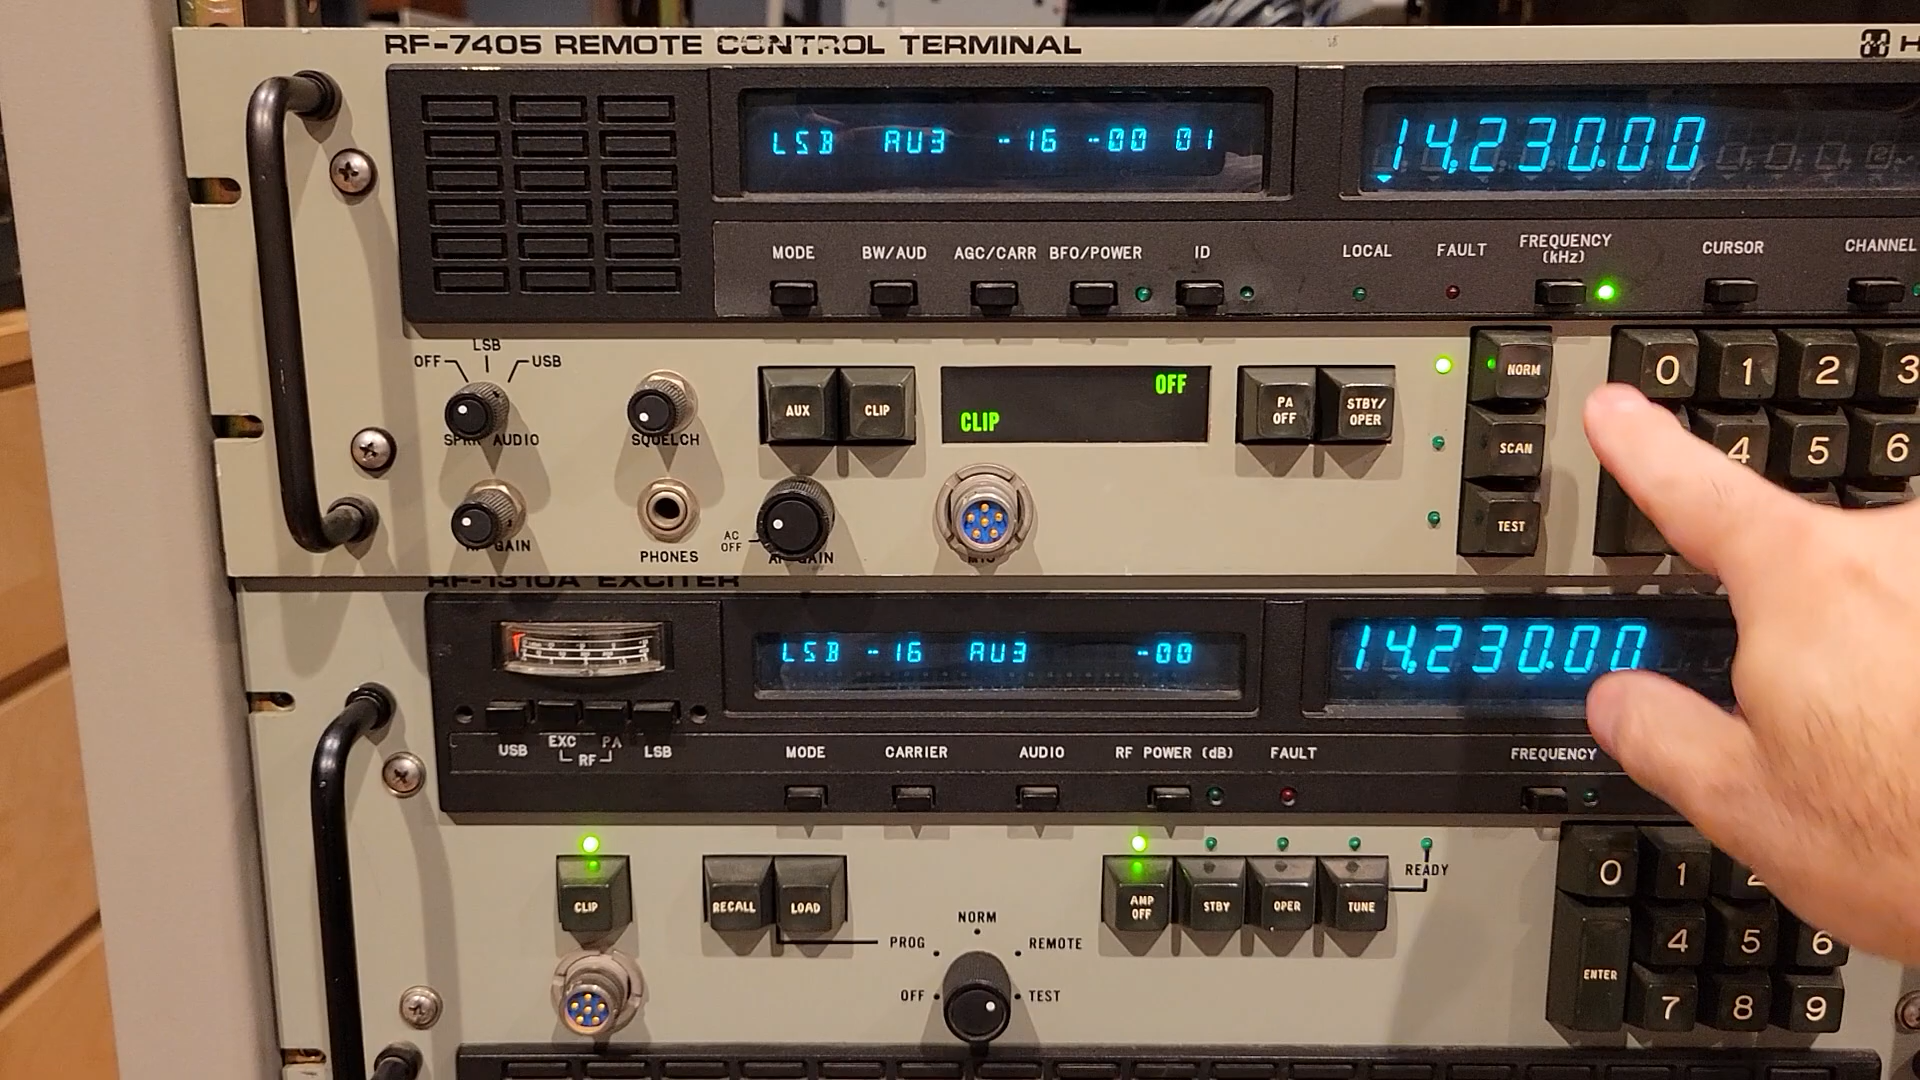 RF-7405 REMOTE CONTROL TERMINAL H
LSB AU3 -16 -00 01
14,230.00
MODE BW/AUD AGC/CARR BFO/POWER ID LOCAL FAULT FREQUENCY (kHz) CURSOR CHANNEL
OFF LSB USB
SPKR AUDIO
SQUELCH
AUX CLIP
OFF
CLIP
PA OFF
STBY/ OPER
NORM
SCAN
TEST
0 1 2 3
4 5 6
RF GAIN
PHONES
AC OFF
AF GAIN
MIC
RF-1310A EXCITER
LSB -16 AU3 -00
14,230.00
USB EXC PA LSB
RF
MODE CARRIER AUDIO RF POWER (dB) FAULT FREQUENCY
CLIP
RECALL LOAD
AMP OFF
STBY
OPER
TUNE
READY
PROG NORM REMOTE
OFF TEST
0 1 2
4 5 6
ENTER
7 8 9